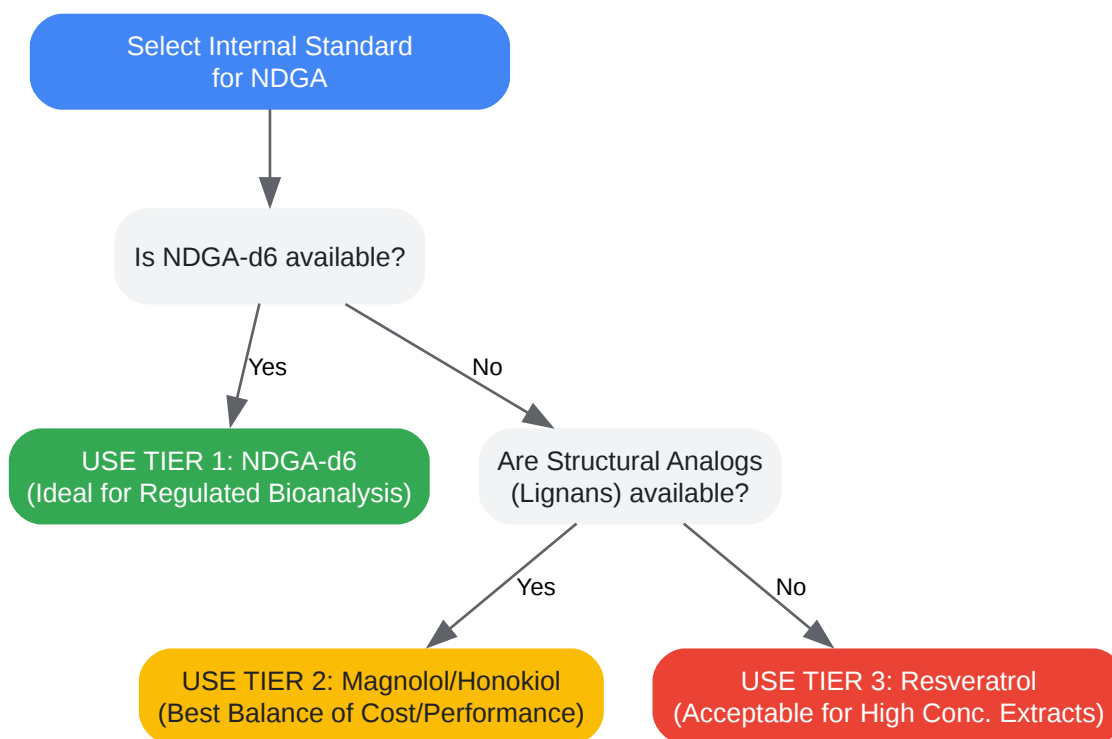 Select Internal Standard
for NDGA
Is NDGA-d6 available?
Yes
No
USE TIER 1: NDGA-d6
(Ideal for Regulated Bioanalysis)
Are Structural Analogs
(Lignans) available?
Yes
No
USE TIER 2: Magnolol/Honokiol
(Best Balance of Cost/Performance)
USE TIER 3: Resveratrol
(Acceptable for High Conc. Extracts)